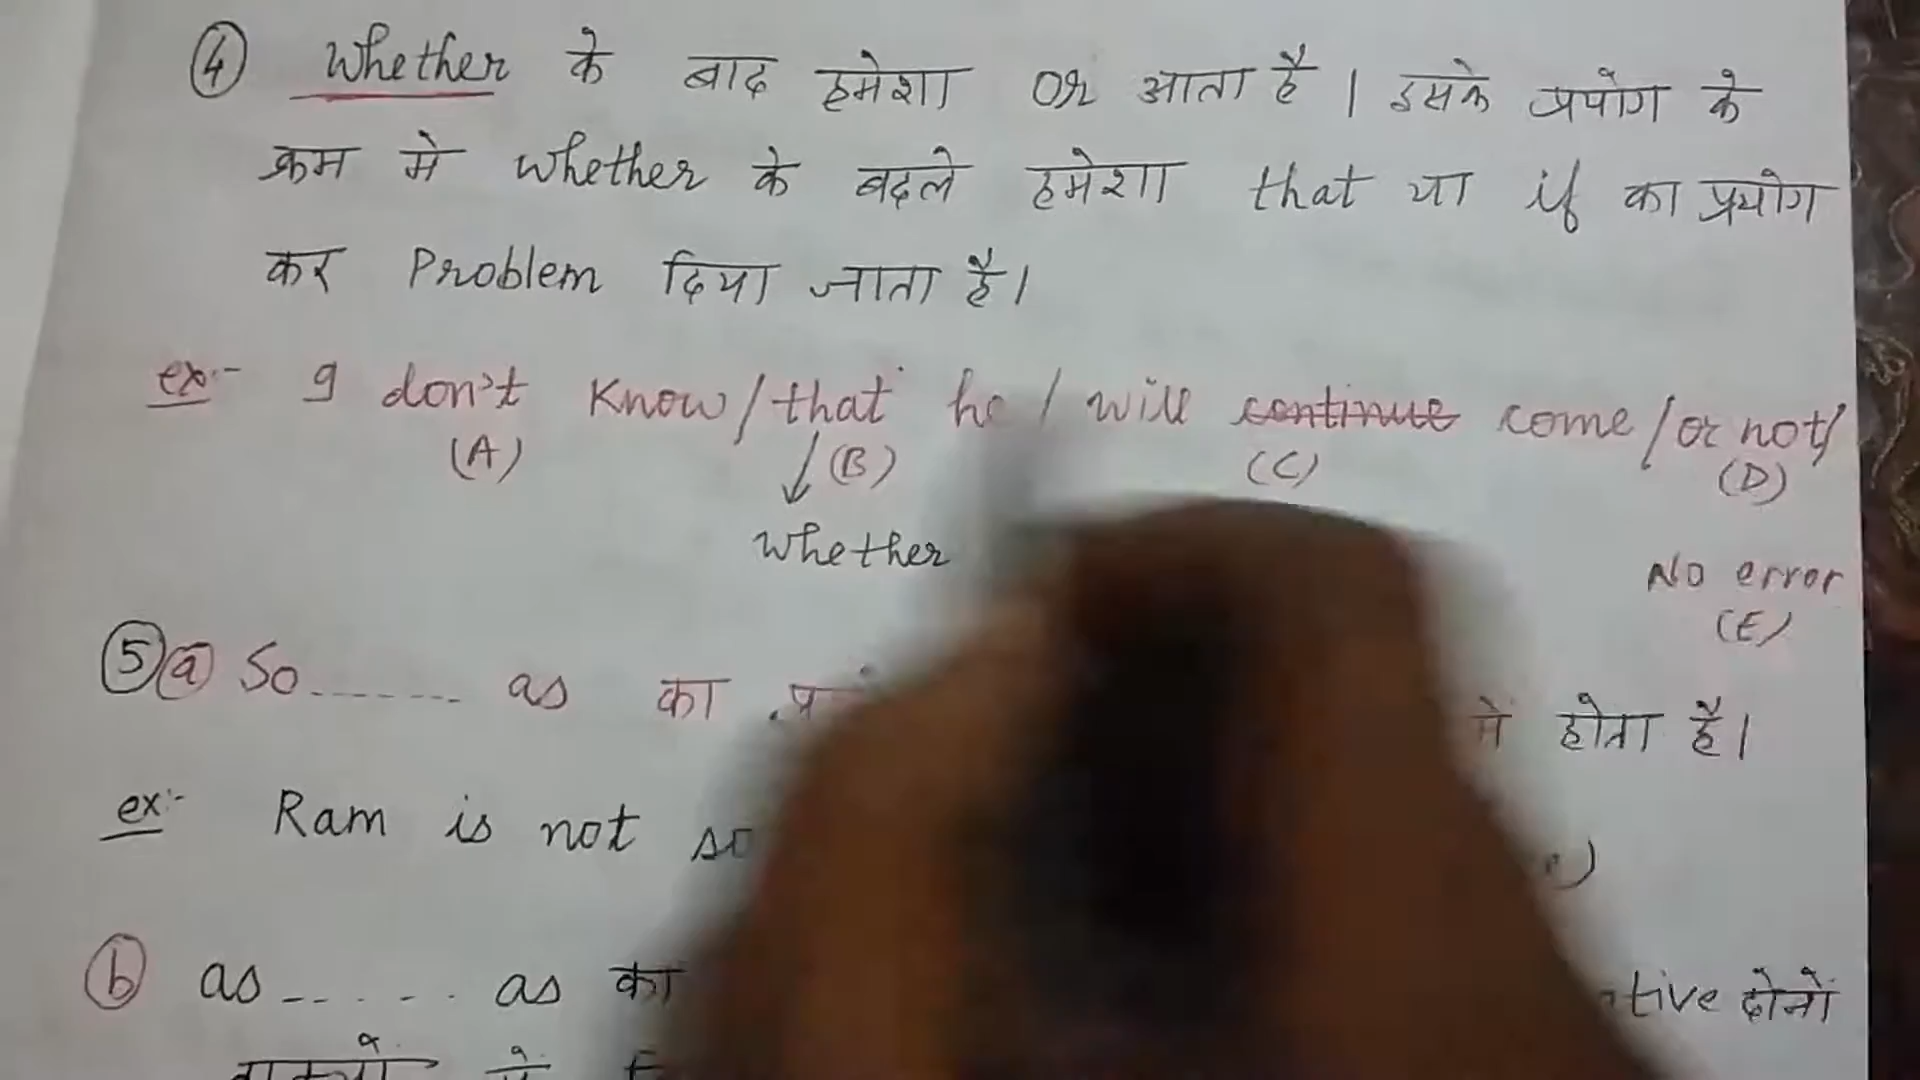 ④ Whether के बाद हमेशा or आता है । इसके प्रयोग के
क्रम मे whether के बदले हमेशा that या if का प्रयोग
कर Problem दिया जाता है।
ex:- I don't know / that he / will continue come / or not /
(A) (B) (C) (D)
whether
No error
(E)
⑤ ⓐ So ....... as का में होता है।
ex:- Ram is not so
ⓑ as ..... as का दोनों